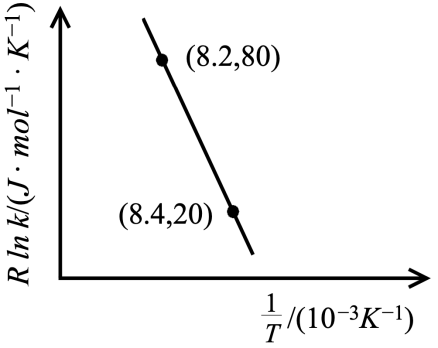 R ln k/(J · mol⁻¹ · K⁻¹)
(8.2,80)
(8.4,20)
1/T /(10⁻³K⁻¹)